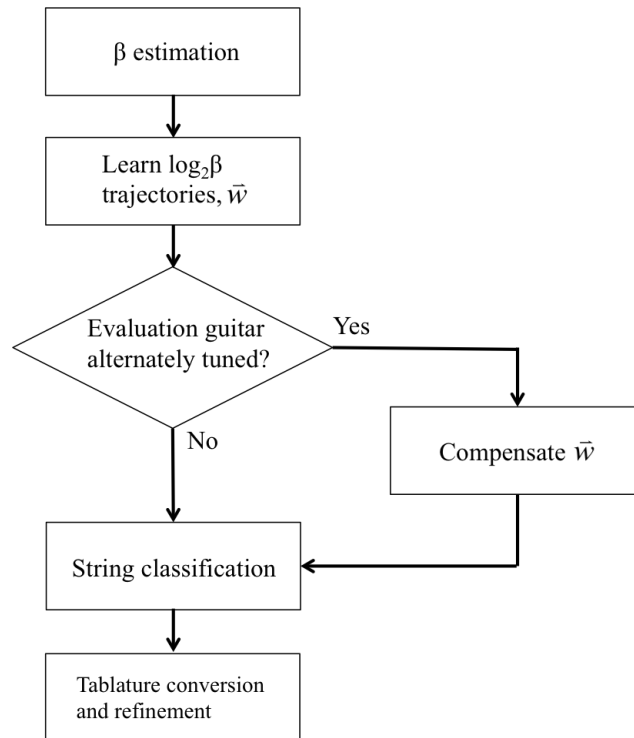 β estimation
Learn log₂β
trajectories, w̄
Evaluation guitar
alternately tuned?
Yes
No
Compensate w̄
String classification
Tablature conversion
and refinement